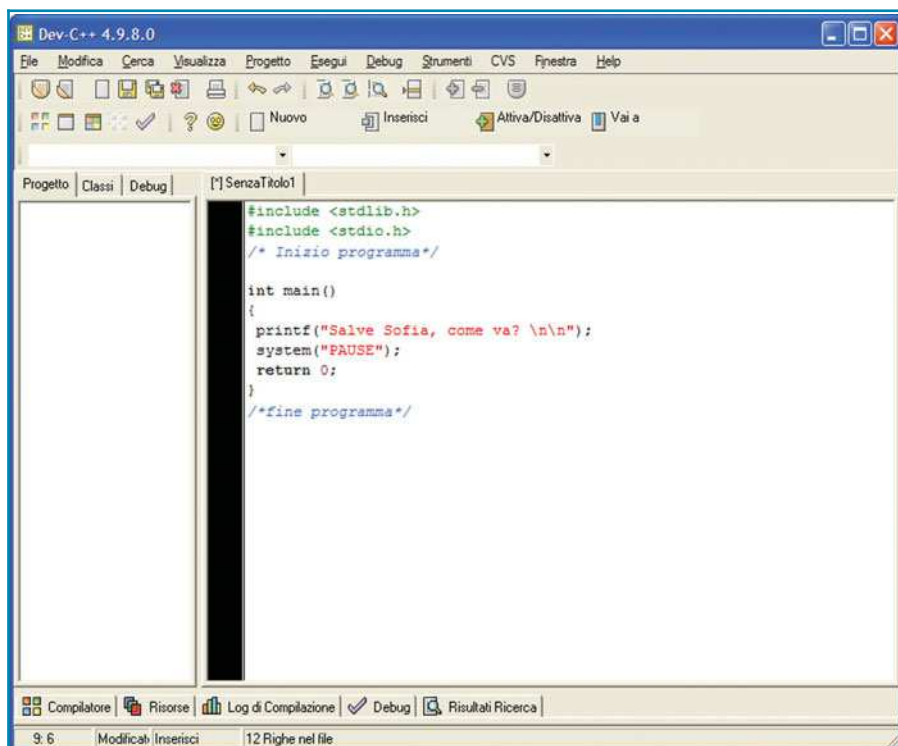 Dev-C++ 4.9.8.0
File Modifica Cerca Visualizza Progetto Esegui Debug Strumenti CVS Finestra Help
Nuovo Inserisci Attiva/Disattiva Vai a
Progetto Classi Debug [*] SenzaTitolo1
#include <stdlib.h>
#include <stdio.h>
/* Inizio programma*/
int main()
{
printf("Salve Sofia, come va? \n\n");
system("PAUSE");
return 0;
}
/*fine programma*/
Compilatore Risorse Log di Compilazione Debug Risultati Ricerca
9: 6 Modificat Inserisci 12 Righe nel file